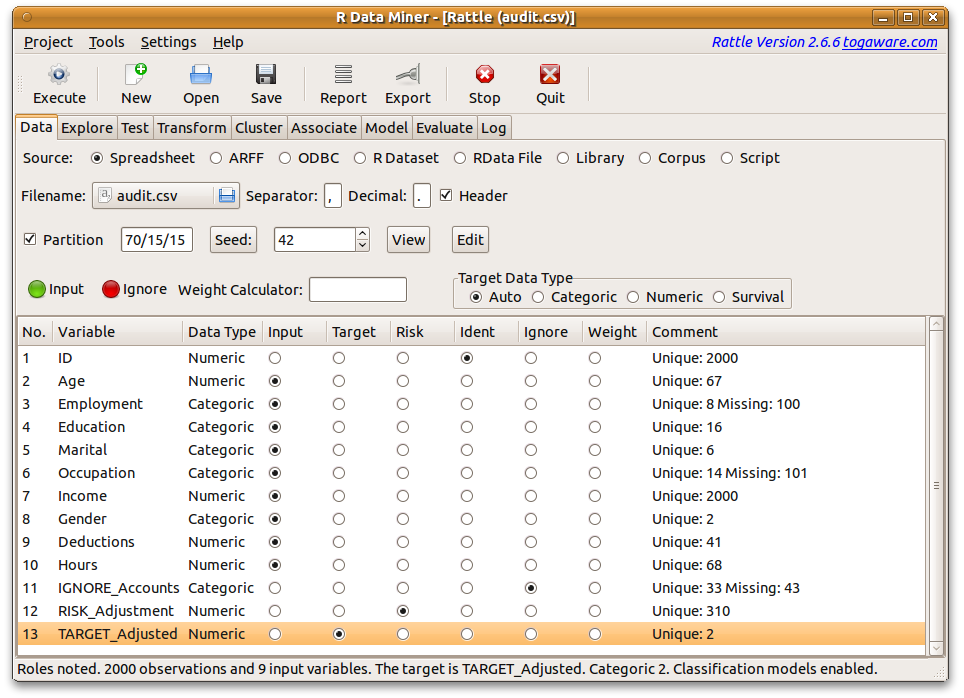 R Data Miner - [Rattle (audit.csv)]
Project Tools Settings Help Rattle Version 2.6.6 togaware.com
Execute New Open Save Report Export Stop Quit
Data Explore Test Transform Cluster Associate Model Evaluate Log
Source: Spreadsheet ARFF ODBC R Dataset RData File Library Corpus Script
Filename: audit.csv Separator: , Decimal: . Header
Partition 70/15/15 Seed: 42 View Edit
Target Data Type
Input Ignore Weight Calculator: Auto Categoric Numeric Survival
No. Variable Data Type Input Target Risk Ident Ignore Weight Comment
1 ID Numeric Unique: 2000
2 Age Numeric Unique: 67
3 Employment Categoric Unique: 8 Missing: 100
4 Education Categoric Unique: 16
5 Marital Categoric Unique: 6
6 Occupation Categoric Unique: 14 Missing: 101
7 Income Numeric Unique: 2000
8 Gender Categoric Unique: 2
9 Deductions Numeric Unique: 41
10 Hours Numeric Unique: 68
11 IGNORE_Accounts Categoric Unique: 33 Missing: 43
12 RISK_Adjustment Numeric Unique: 310
13 TARGET_Adjusted Numeric Unique: 2
Roles noted. 2000 observations and 9 input variables. The target is TARGET_Adjusted. Categoric 2. Classification models enabled.